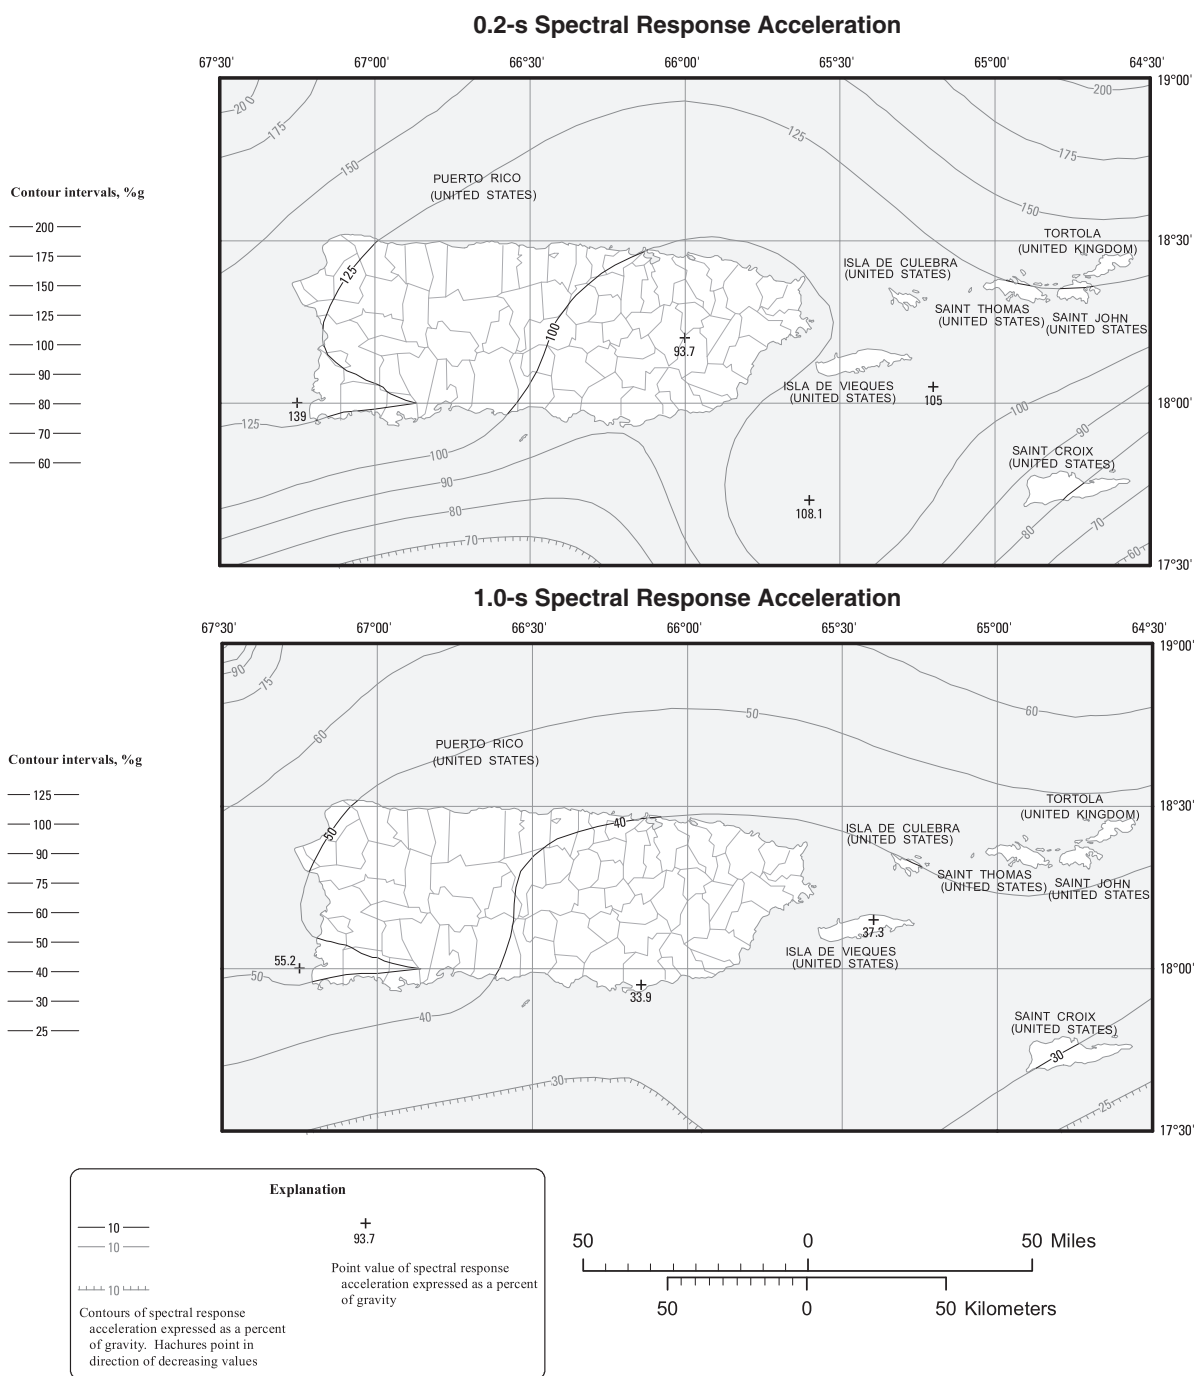 0.2-s Spectral Response Acceleration
67°30' 67°00' 66°30' 66°00' 65°30' 65°00' 64°30'
19°00'
200
200
175
125
175
150
Contour intervals, %g
PUERTO RICO
(UNITED STATES)
150
200
175
150
125
100
90
80
70
60
TORTOLA
(UNITED KINGDOM)
18°30'
ISLA DE CULEBRA
(UNITED STATES)
125
SAINT THOMAS
(UNITED STATES)
SAINT JOHN
(UNITED STATES
100
93.7
ISLA DE VIEQUES
(UNITED STATES)
105
18°00'
139
125
100
90
100
90
SAINT CROIX
(UNITED STATES)
80
108.1
70
80
70
60
17°30'
1.0-s Spectral Response Acceleration
67°30' 67°00' 66°30' 66°00' 65°30' 65°00' 64°30'
19°00'
90
75
60
50
60
PUERTO RICO
(UNITED STATES)
Contour intervals, %g
125
100
90
75
60
50
40
30
25
TORTOLA
(UNITED KINGDOM)
18°30'
50
40
ISLA DE CULEBRA
(UNITED STATES)
SAINT THOMAS
(UNITED STATES)
SAINT JOHN
(UNITED STATES
37.3
ISLA DE VIEQUES
(UNITED STATES)
55.2
50
18°00'
33.9
40
SAINT CROIX
(UNITED STATES)
30
30
25
17°30'
Explanation
10
10
10
Contours of spectral response
acceleration expressed as a percent
of gravity. Hachures point in
direction of decreasing values
93.7
Point value of spectral response
acceleration expressed as a percent
of gravity
50 0 50 Miles
50 0 50 Kilometers